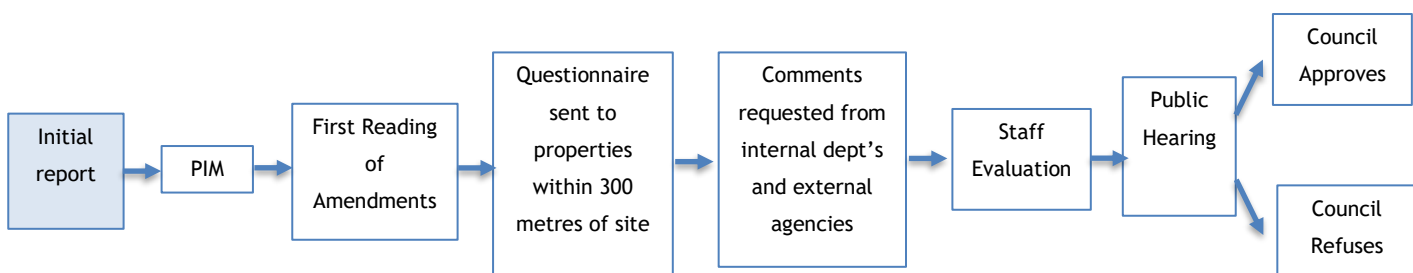 Initial
report
PIM
First Reading
of
Amendments
Questionnaire
sent to
properties
within 300
metres of site
Comments
requested from
internal dept’s
and external
agencies
Staff
Evaluation
Public
Hearing
Council
Approves
Council
Refuses